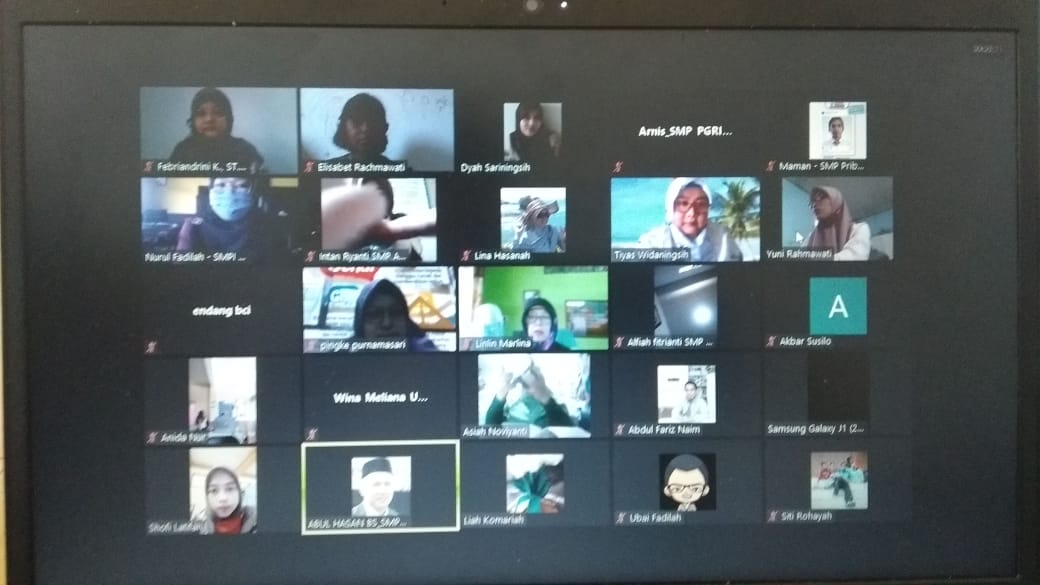 Febriandrini K., ST....
Elisabet Rachmawati
Dyah Sariningsih
Arnis_SMP PGRI...
Maman - SMP Prib...
Nurul Fadilah - SMPI ...
Intan Ryanti SMP A...
Lina Hasanah
Tiyas Widaningsih
Yuni Rahmawati
endang bci
pingke purnamasari
Linlin Marlina
Alfiah fitrianti SMP ...
A
Akbar Susilo
Anida Nur
Wina Meliana U...
Asiah Noviyanti
Abdul Fariz Naim
Samsung Galaxy J1 (2...
Shofi
ABUL HASAN BS_SMP...
Liah Komariah
Ubai Fadilah
Siti Rohayah